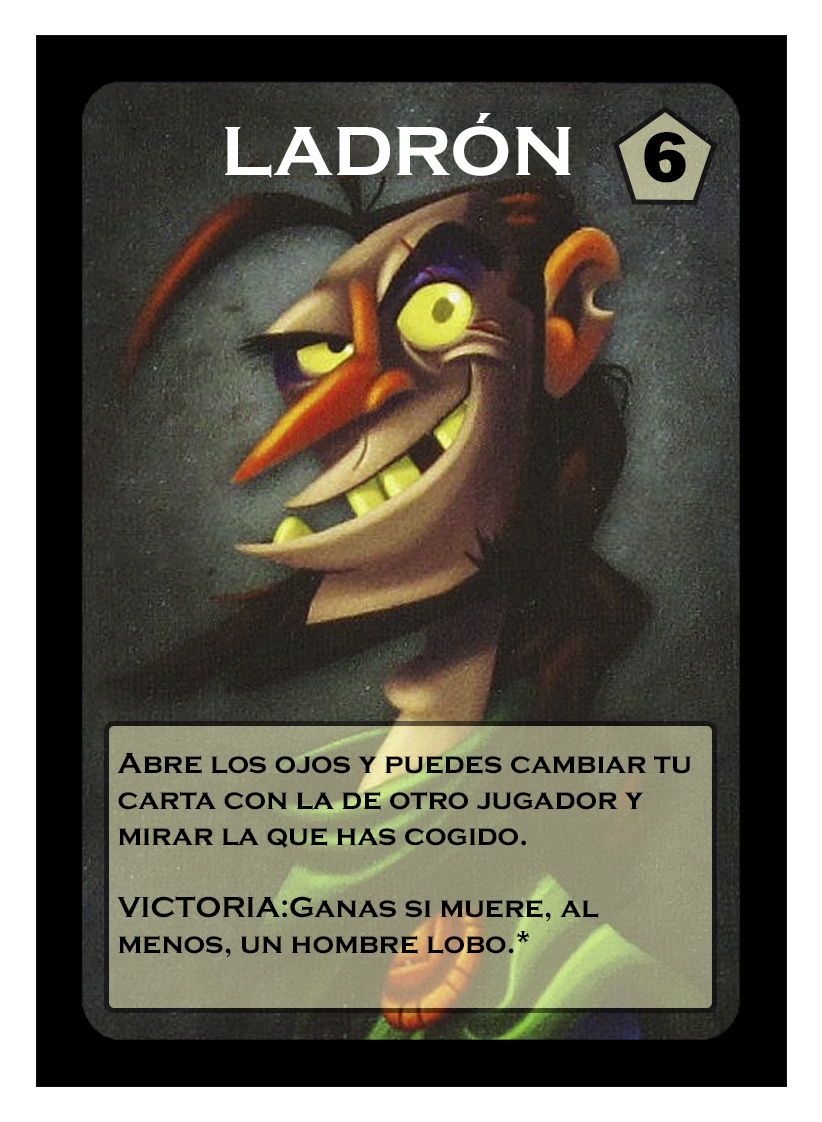 LADRÓN
6
ABRE LOS OJOS Y PUEDES CAMBIAR TU
CARTA CON LA DE OTRO JUGADOR Y
MIRAR LA QUE HAS COGIDO.
VICTORIA:GANAS SI MUERE, AL
MENOS, UN HOMBRE LOBO.*